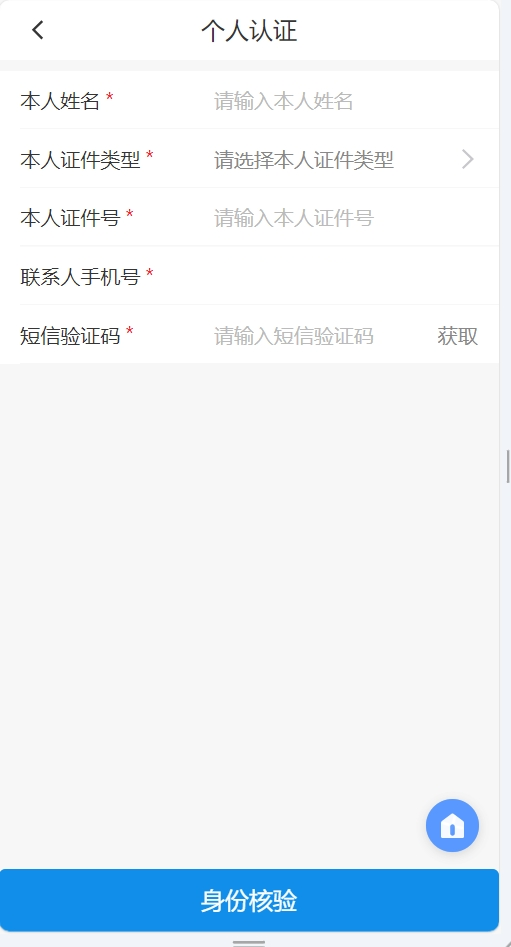 个人认证
本人姓名 * 请输入本人姓名
本人证件类型 * 请选择本人证件类型
本人证件号 * 请输入本人证件号
联系人手机号 *
短信验证码 * 请输入短信验证码 获取
身份核验